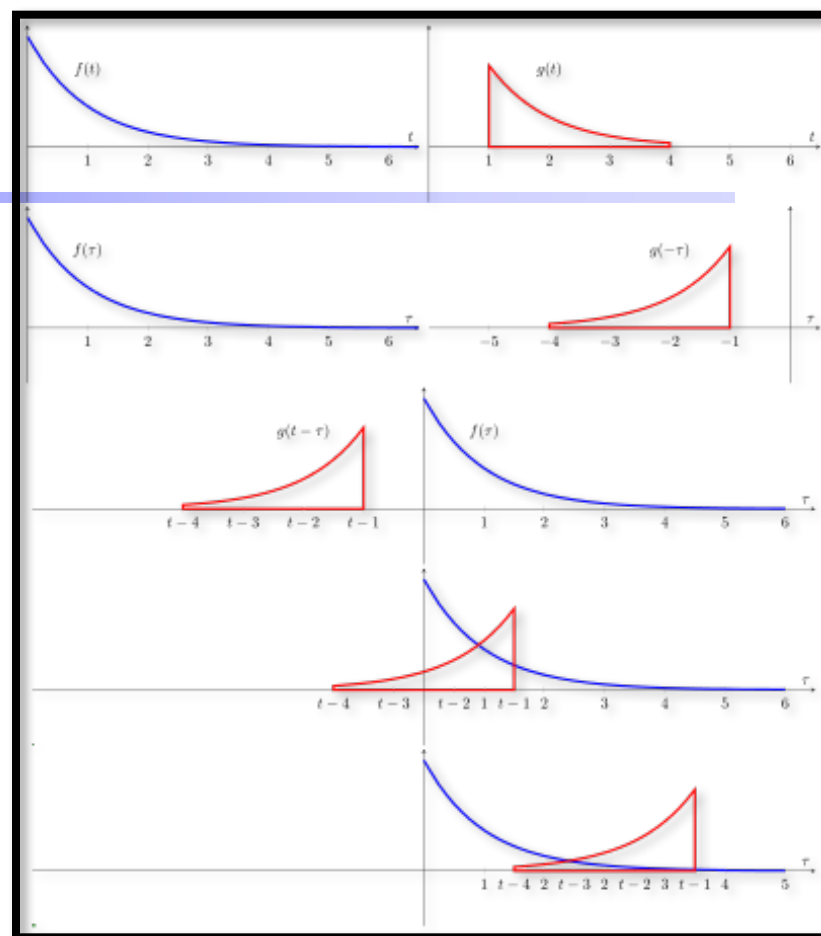 f(t) g(t)
t t
1 2 3 4 5 6 1 2 3 4 5 6
f(τ) g(−τ)
τ τ
1 2 3 4 5 6 −5 −4 −3 −2 −1
g(t − τ) f(τ)
τ
t − 4 t − 3 t − 2 t − 1 1 2 3 4 5 6
τ
t − 4 t − 3 t − 2 1 t − 1 2 3 4 5 6
τ
1 t − 4 2 t − 3 2 t − 2 3 t − 1 4 5